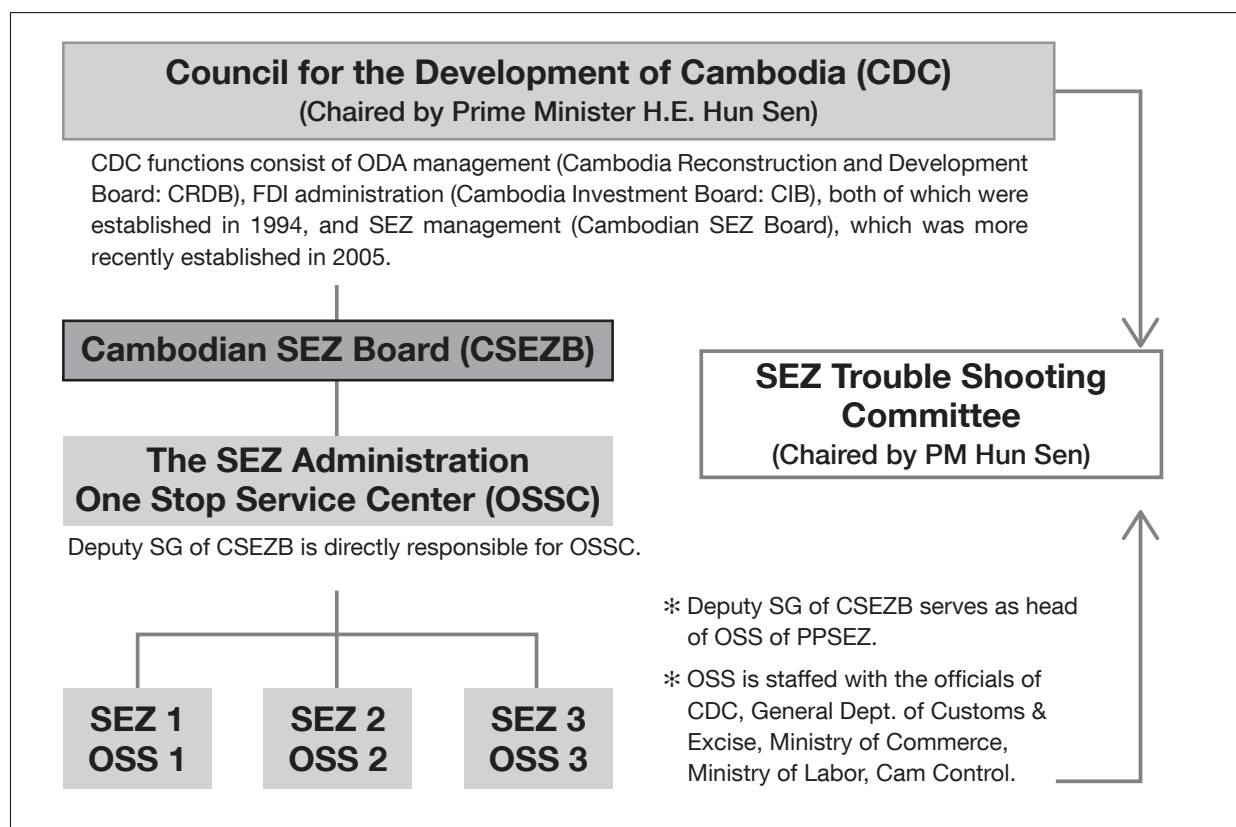 Council for the Development of Cambodia (CDC)
(Chaired by Prime Minister H.E. Hun Sen)
CDC functions consist of ODA management (Cambodia Reconstruction and Development
Board: CRDB), FDI administration (Cambodia Investment Board: CIB), both of which were
established in 1994, and SEZ management (Cambodian SEZ Board), which was more
recently established in 2005.
Cambodian SEZ Board (CSEZB)
The SEZ Administration
One Stop Service Center (OSSC)
Deputy SG of CSEZB is directly responsible for OSSC.
SEZ 1
OSS 1
SEZ 2
OSS 2
SEZ 3
OSS 3
SEZ Trouble Shooting
Committee
(Chaired by PM Hun Sen)
✻ Deputy SG of CSEZB serves as head
of OSS of PPSEZ.
✻ OSS is staffed with the officials of
CDC, General Dept. of Customs &
Excise, Ministry of Commerce,
Ministry of Labor, Cam Control.